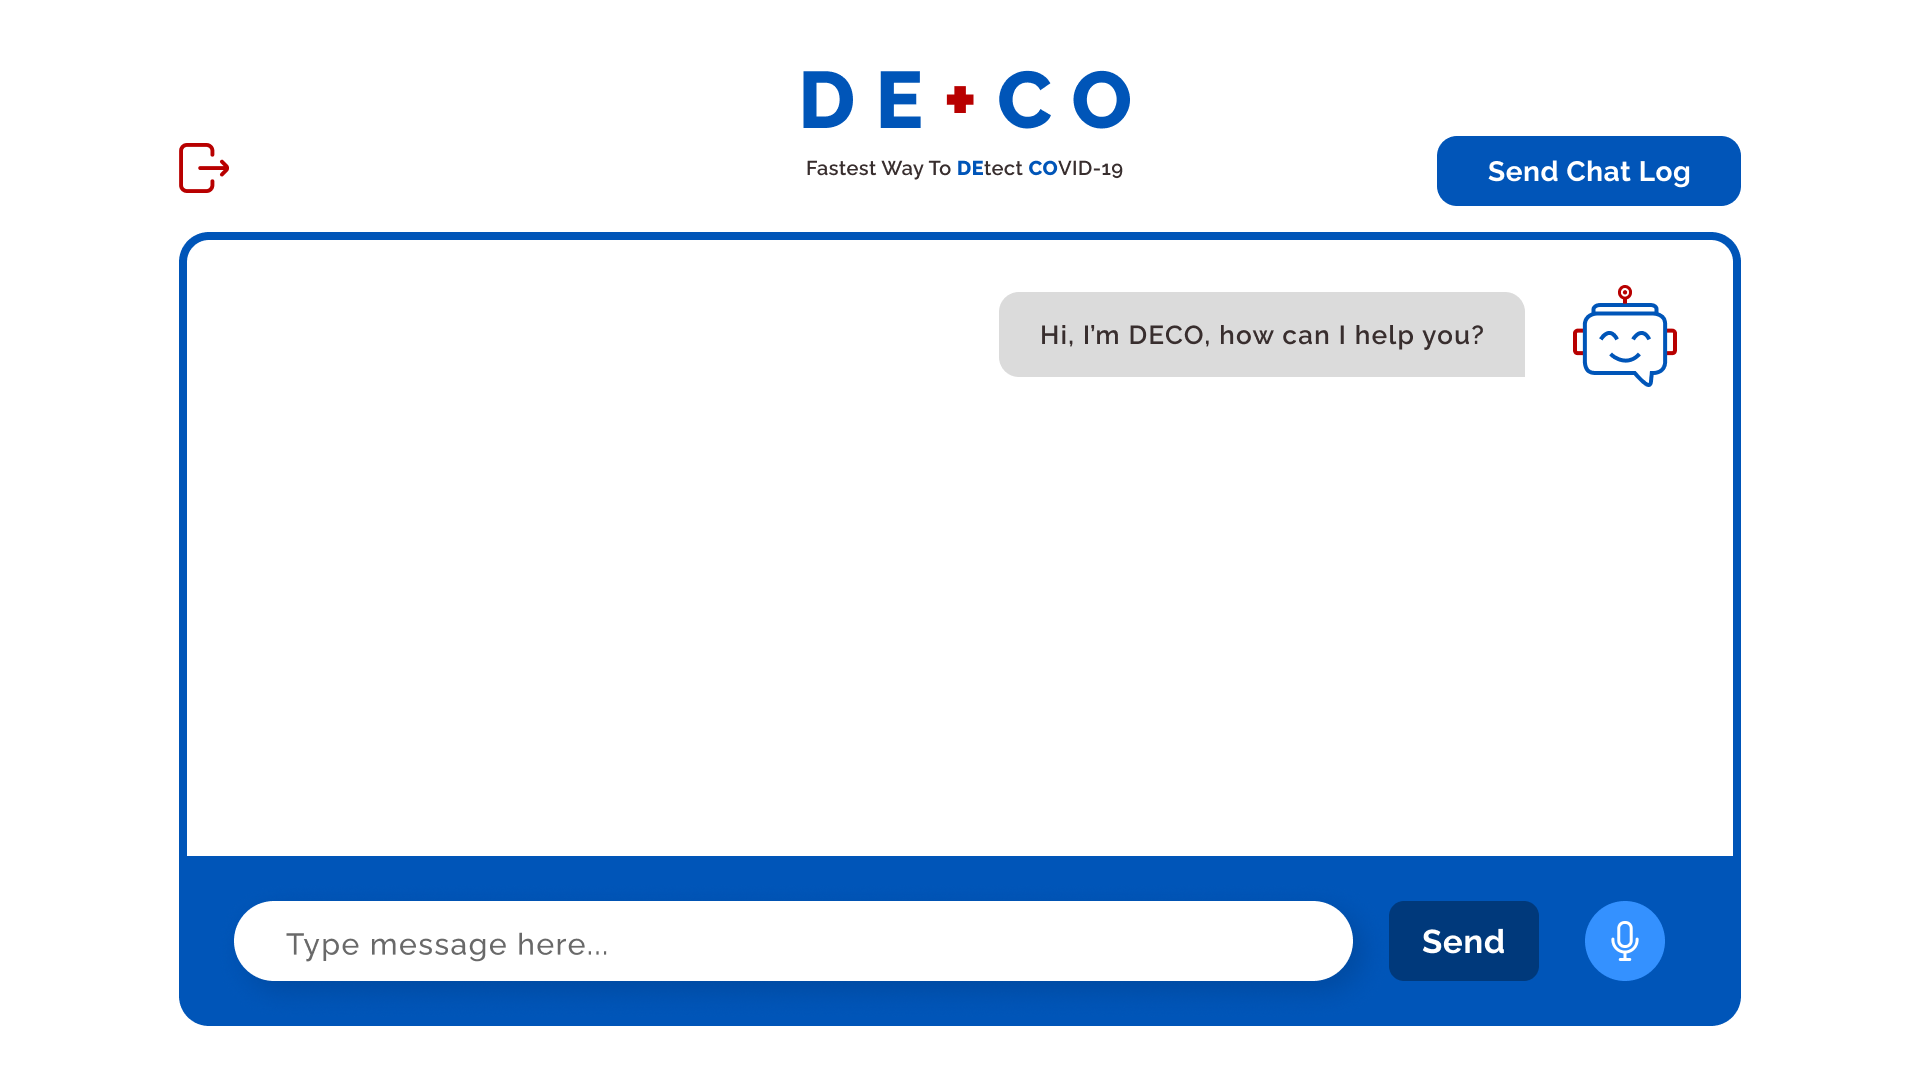 DE+CO
Fastest Way To DEtect COVID-19
Send Chat Log
Hi, I’m DECO, how can I help you?
Type message here...
Send